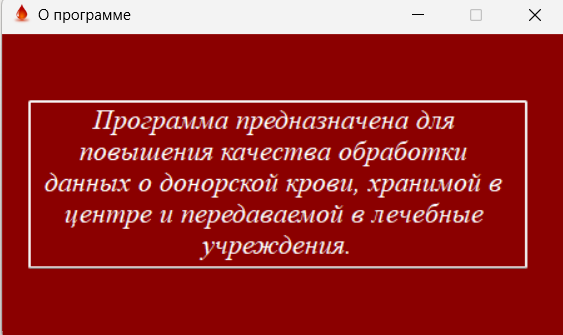 О программе
Программа предназначена для
повышения качества обработки
данных о донорской крови, хранимой в
центре и передаваемой в лечебные
учреждения.